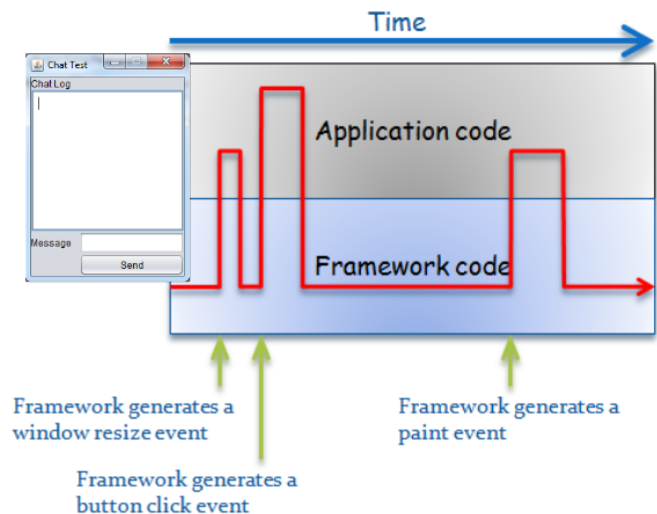 Time
Chat Test
Chat Log
Application code
Message
Send
Framework code
Framework generates a
window resize event
Framework generates a
paint event
Framework generates a
button click event